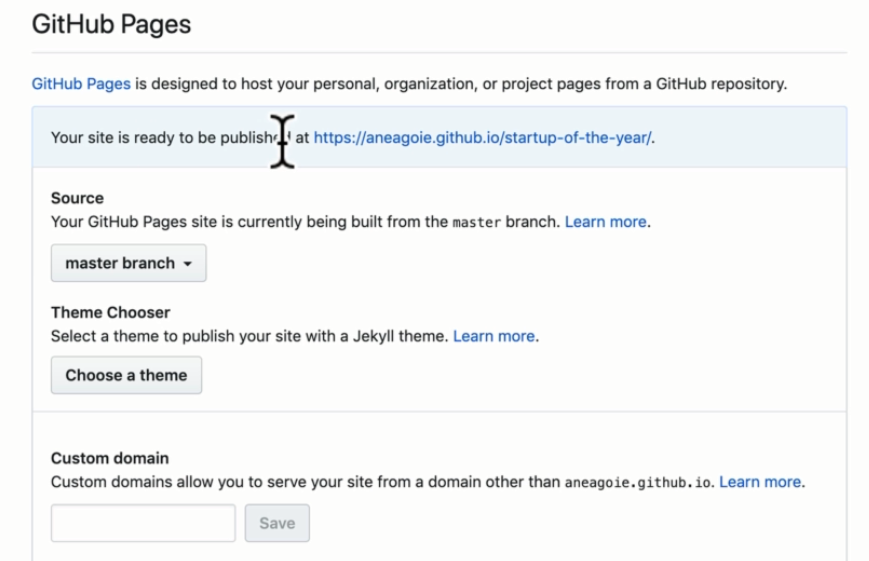 GitHub Pages
GitHub Pages is designed to host your personal, organization, or project pages from a GitHub repository.
Your site is ready to be published at https://aneagoie.github.io/startup-of-the-year/.
Source
Your GitHub Pages site is currently being built from the master branch. Learn more.
master branch
Theme Chooser
Select a theme to publish your site with a Jekyll theme. Learn more.
Choose a theme
Custom domain
Custom domains allow you to serve your site from a domain other than aneagoie.github.io. Learn more.
Save